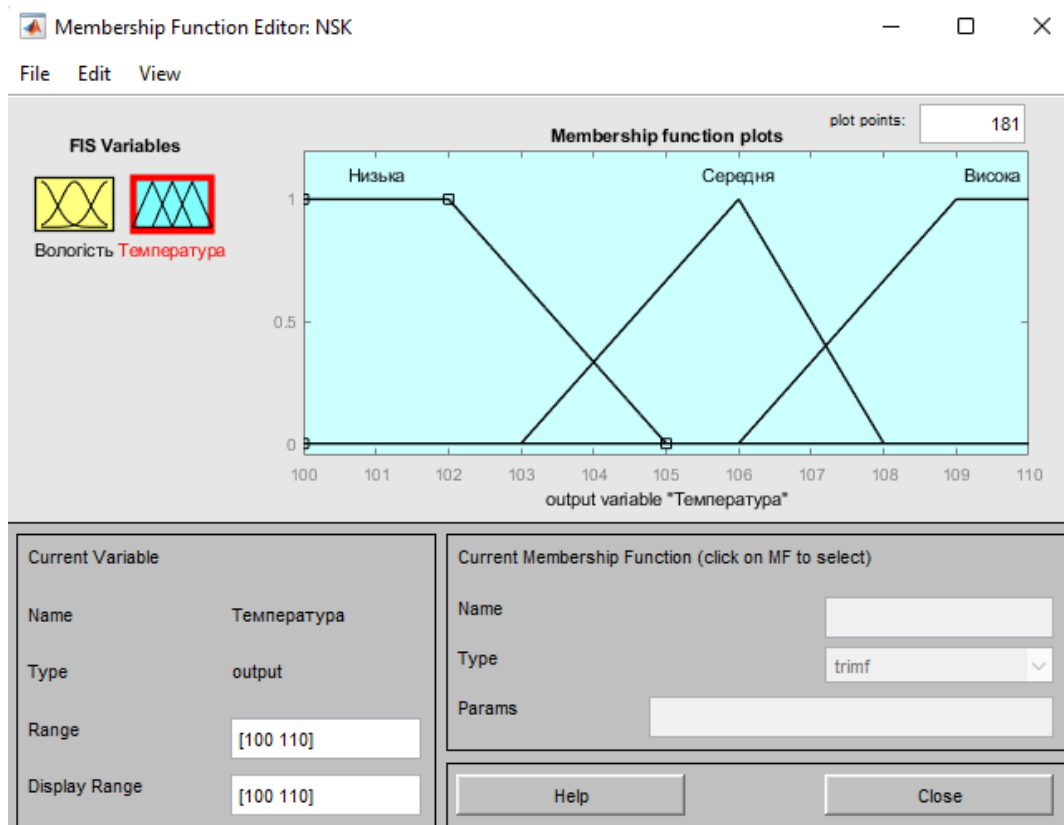 Membership Function Editor: NSK
File Edit View
FIS Variables
Вологість Температура
Membership function plots
plot points: 181
Низька Середня Висока
1
0.5
0
100 101 102 103 104 105 106 107 108 109 110
output variable "Температура"
Current Variable
Name Температура
Type output
Range [100 110]
Display Range [100 110]
Current Membership Function (click on MF to select)
Name
Type trimf
Params
Help Close